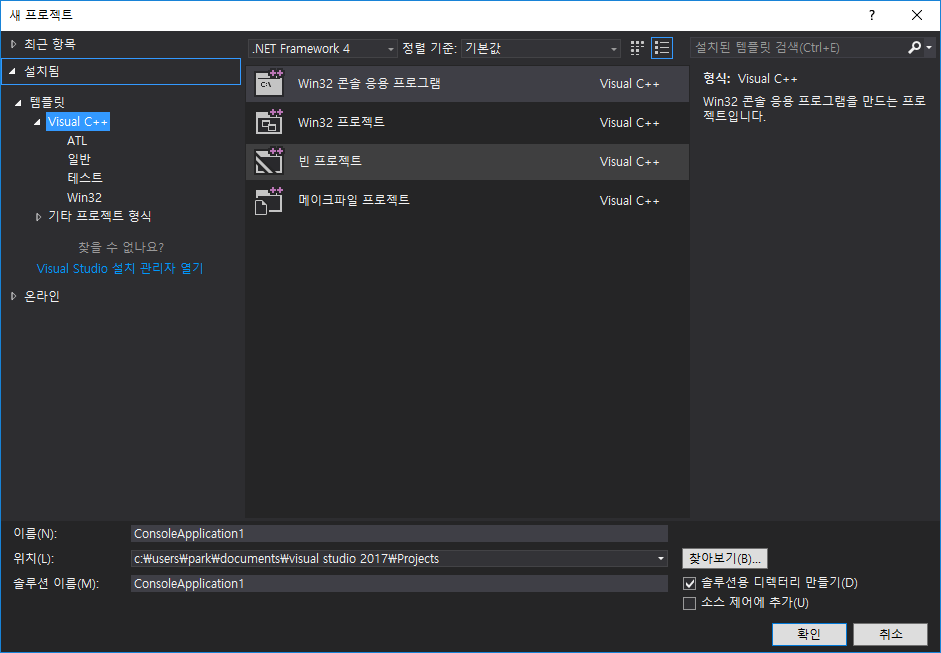 새 프로젝트
?
최근 항목
.NET Framework 4
정렬 기준: 기본값
설치된 템플릿 검색(Ctrl+E)
설치됨
템플릿
Visual C++
ATL
일반
테스트
Win32
기타 프로젝트 형식
찾을 수 없나요?
Visual Studio 설치 관리자 열기
온라인
C:\
Win32 콘솔 응용 프로그램 Visual C++
Win32 프로젝트 Visual C++
빈 프로젝트 Visual C++
메이크파일 프로젝트 Visual C++
형식: Visual C++
Win32 콘솔 응용 프로그램을 만드는 프로
젝트입니다.
이름(N): ConsoleApplication1
위치(L): c:₩users₩park₩documents₩visual studio 2017₩Projects
찾아보기(B)...
솔루션 이름(M): ConsoleApplication1
솔루션용 디렉터리 만들기(D)
소스 제어에 추가(U)
확인
취소